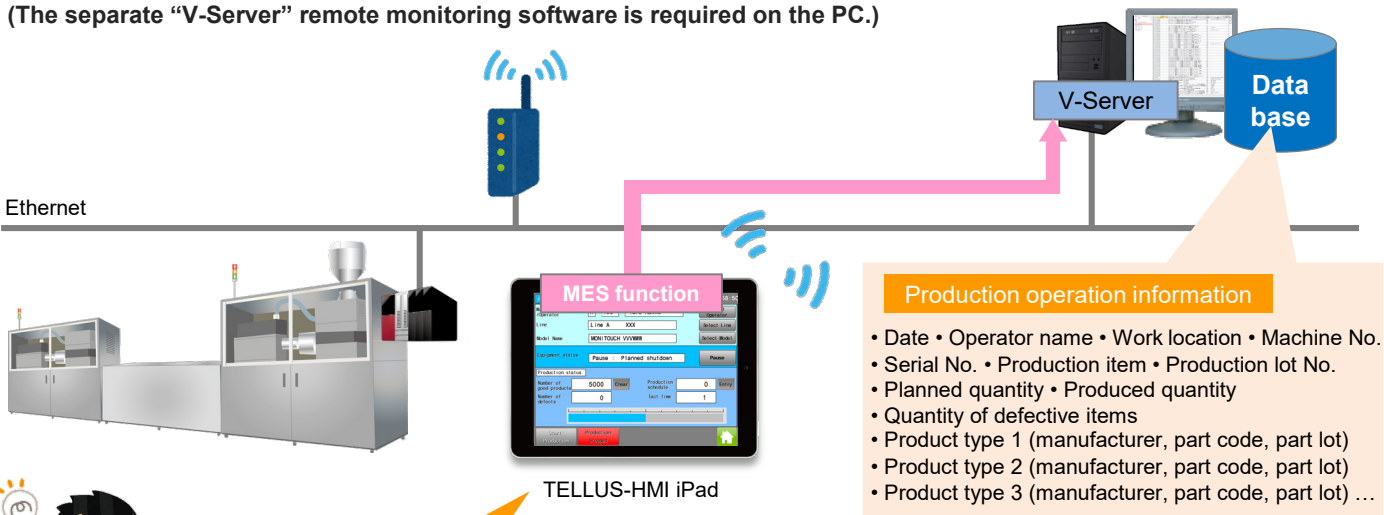 (The separate “V-Server” remote monitoring software is required on the PC.)
V-Server
Data
base
Ethernet
MES function
Operator
Line
Line A XXX
Select Line
Model Name
Select Model
Equipment status
Pause : Planned shutdown
Pause
Production status
Number of
good products
5000
Clear
Production
schedule
0
Entry
Number of
defects
0
1
Start
Production
Production
TELLUS-HMI iPad
Production operation information
• Date • Operator name • Work location • Machine No.
• Serial No. • Production item • Production lot No.
• Planned quantity • Produced quantity
• Quantity of defective items
• Product type 1 (manufacturer, part code, part lot)
• Product type 2 (manufacturer, part code, part lot)
• Product type 3 (manufacturer, part code, part lot) …